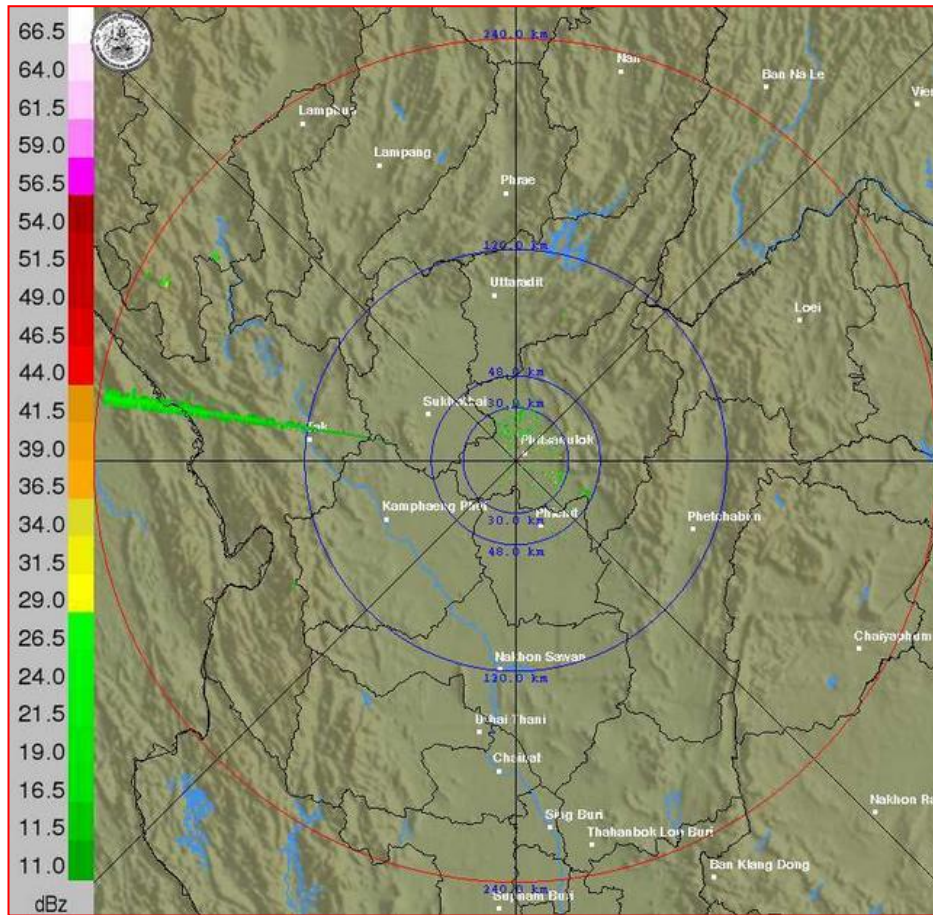 66.5
64.0
61.5
59.0
56.5
54.0
51.5
49.0
46.5
44.0
41.5
39.0
36.5
34.0
31.5
29.0
26.5
24.0
21.5
19.0
16.5
11.5
11.0
dBz
240.0 km
Nan
Ban Na Le
Lamphun
Lampang
Phrae
120.0 km
Uttaradit
Loei
48.0 km
Sukhothai
30.0 km
Phitsanulok
Kamphaeng Phet
Phichit
30.0 km
Phetchabun
48.0 km
Chaiyaphum
Nakhon Sawan
120.0 km
Uthai Thani
Chainat
Sing Buri
Thahanbok Lop Buri
Nakhon Ra
Ban Klang Dong
240.0 km
Suphan Buri